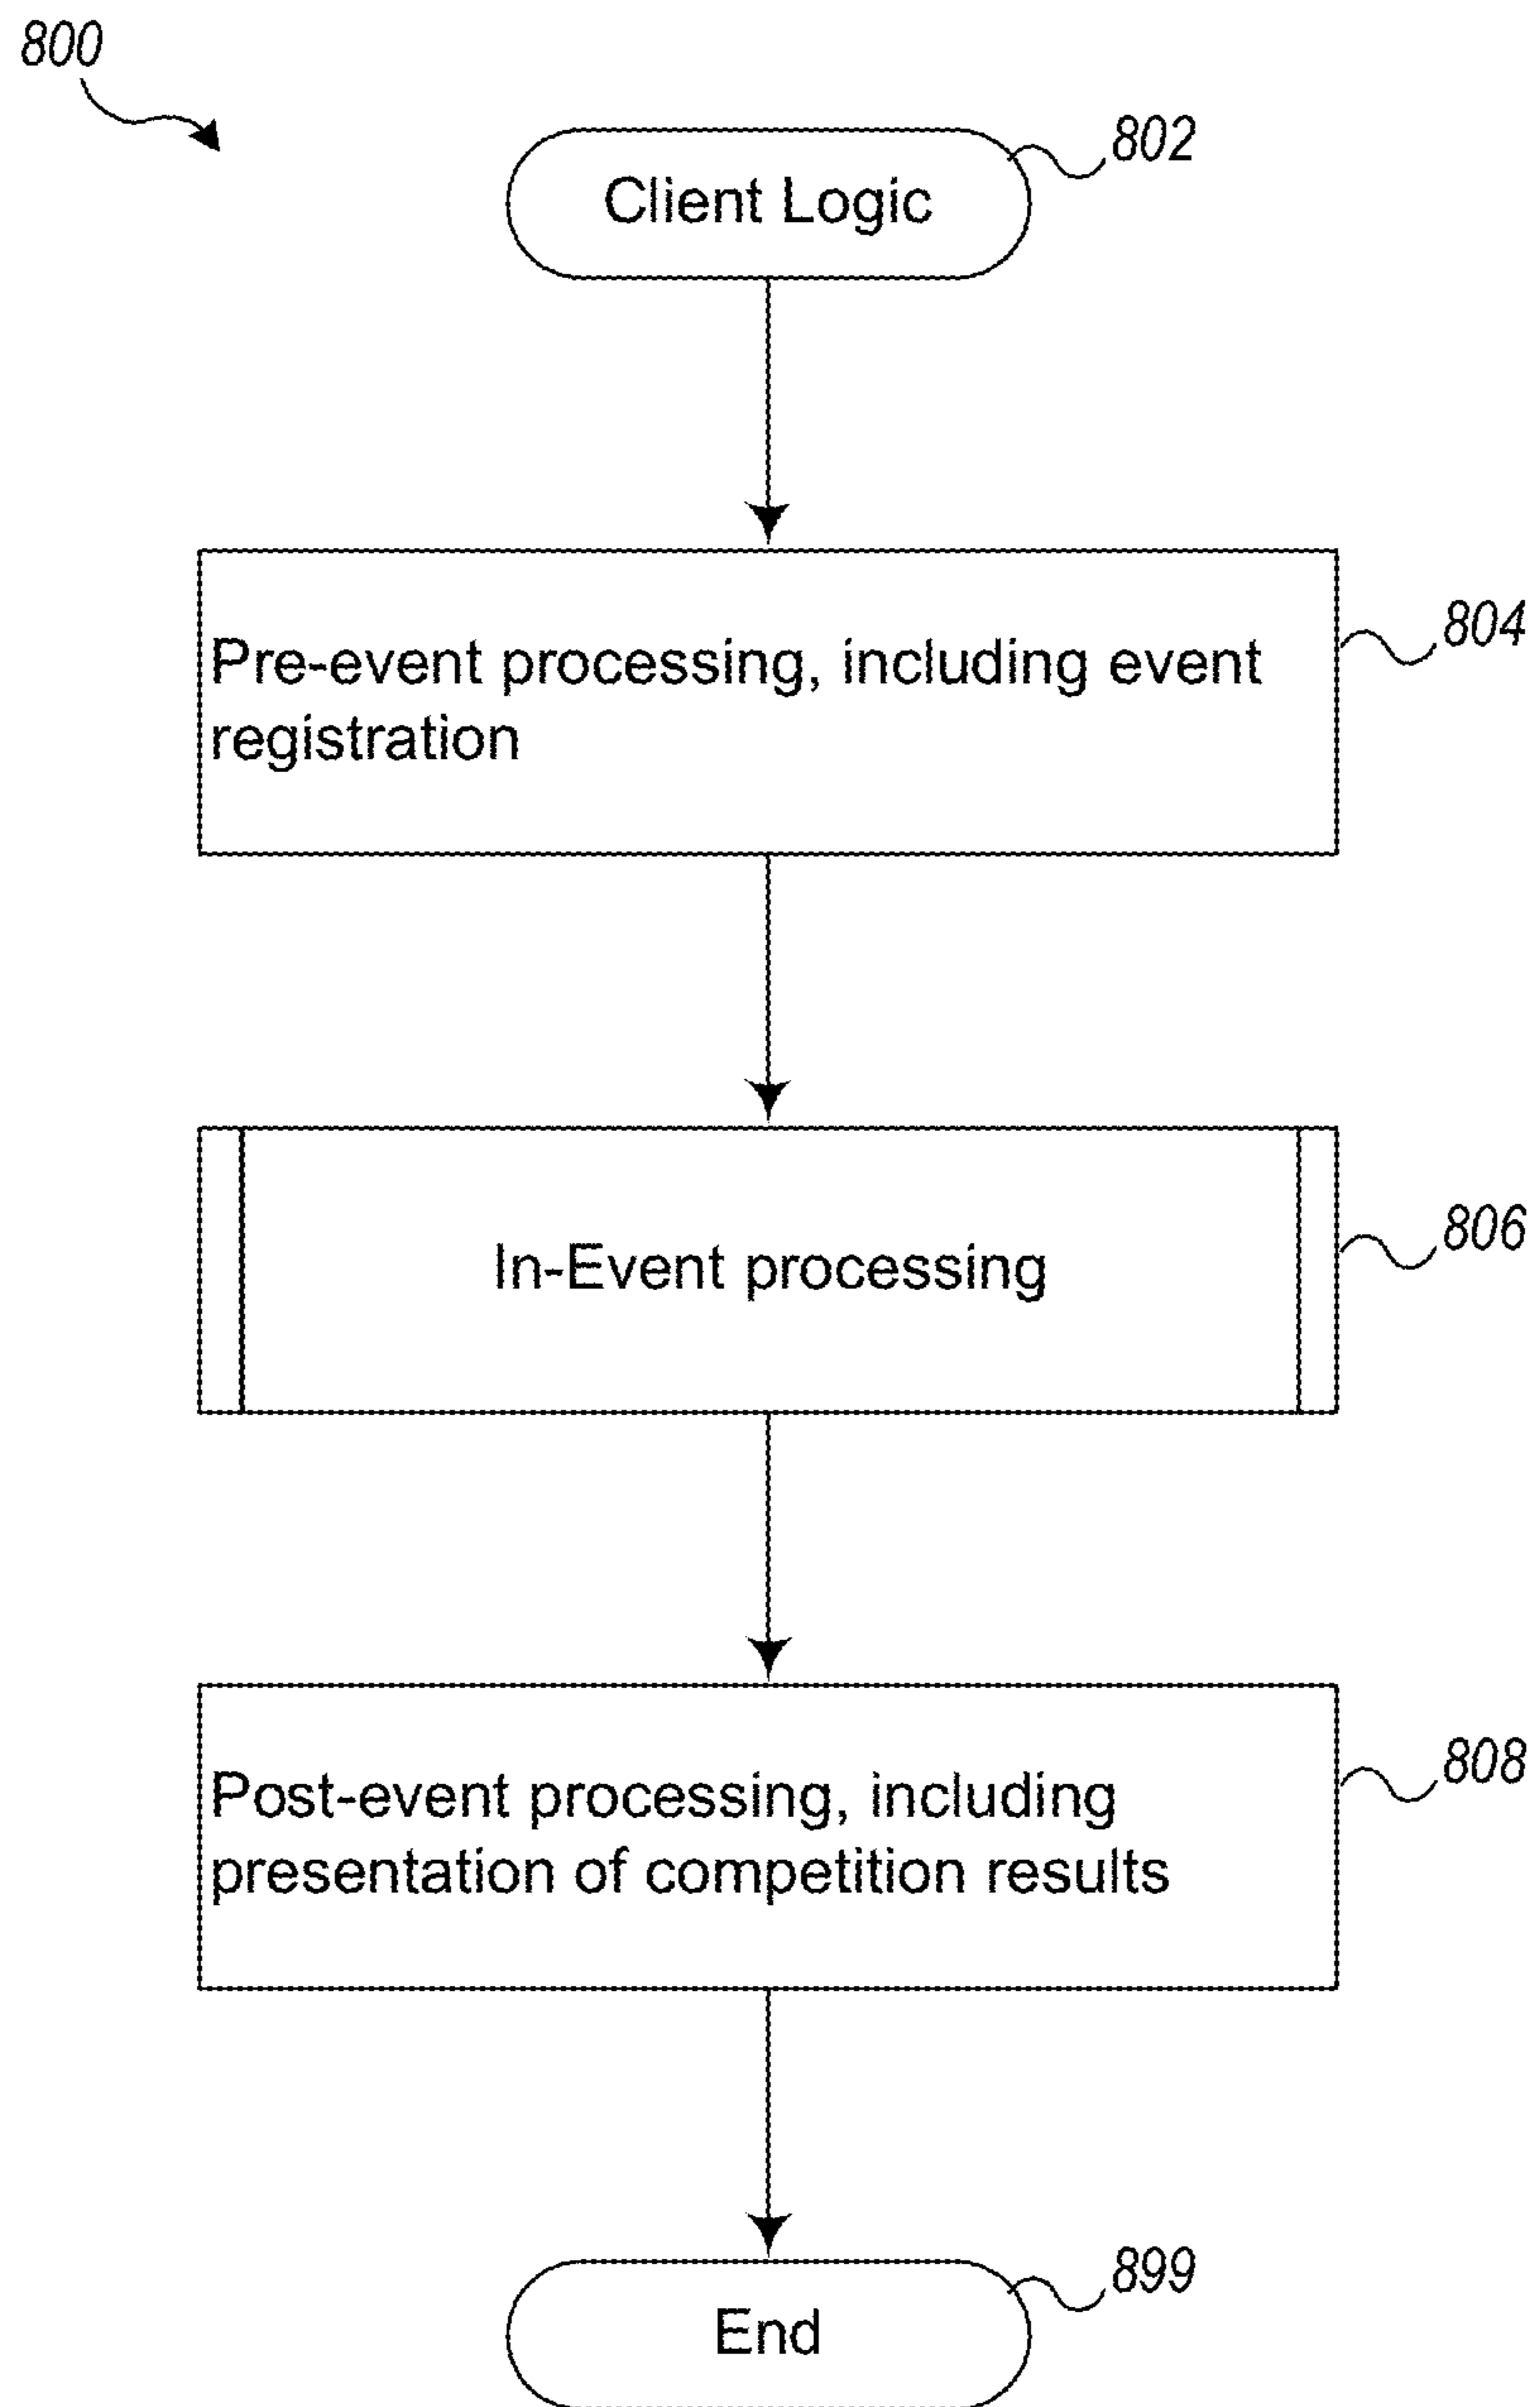 800
802
Client Logic
804
Pre-event processing, including event
registration
806
In-Event processing
808
Post-event processing, including
presentation of competition results
899
End